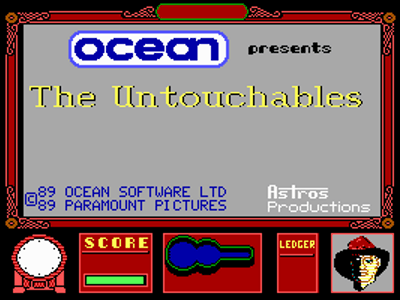 ocean presents
The Untouchables
©89 OCEAN SOFTWARE LTD
©89 PARAMOUNT PICTURES
Astros
Productions
SCORE
LEDGER